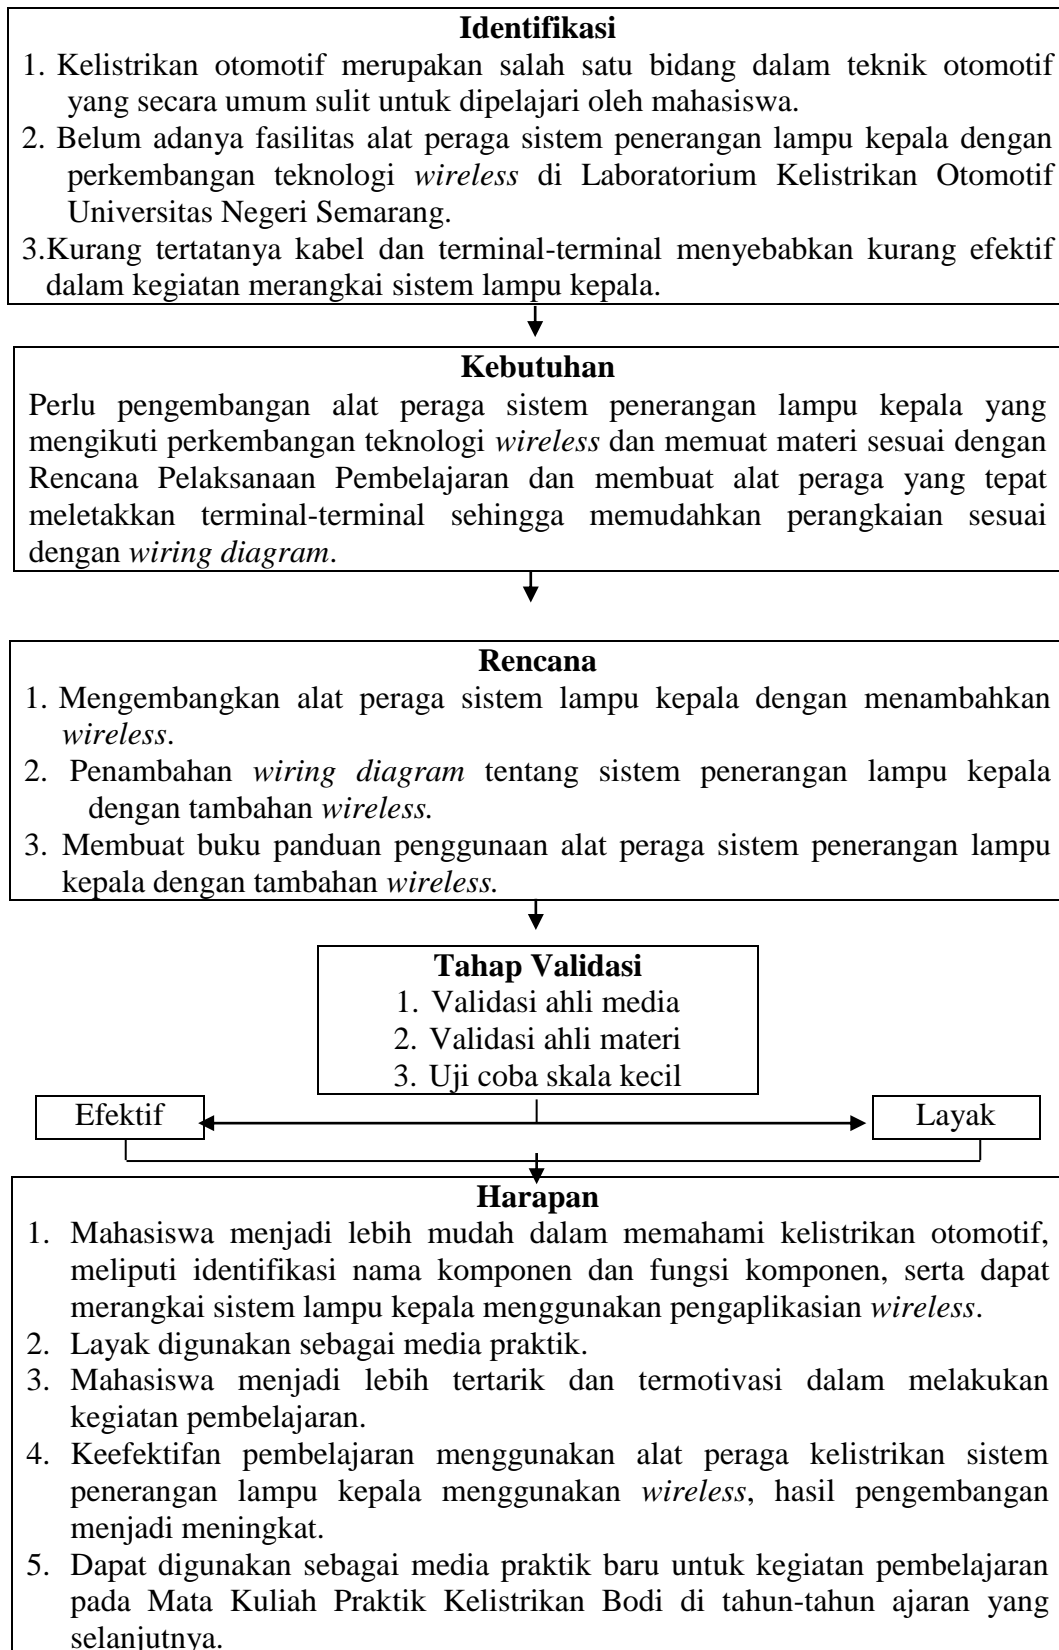 Identifikasi
1. Kelistrikan otomotif merupakan salah satu bidang dalam teknik otomotif
yang secara umum sulit untuk dipelajari oleh mahasiswa.
2. Belum adanya fasilitas alat peraga sistem penerangan lampu kepala dengan
perkembangan teknologi wireless di Laboratorium Kelistrikan Otomotif
Universitas Negeri Semarang.
3.Kurang tertatanya kabel dan terminal-terminal menyebabkan kurang efektif
dalam kegiatan merangkai sistem lampu kepala.
Kebutuhan
Perlu pengembangan alat peraga sistem penerangan lampu kepala yang
mengikuti perkembangan teknologi wireless dan memuat materi sesuai dengan
Rencana Pelaksanaan Pembelajaran dan membuat alat peraga yang tepat
meletakkan terminal-terminal sehingga memudahkan perangkaian sesuai
dengan wiring diagram.
Rencana
1. Mengembangkan alat peraga sistem lampu kepala dengan menambahkan
wireless.
2. Penambahan wiring diagram tentang sistem penerangan lampu kepala
dengan tambahan wireless.
3. Membuat buku panduan penggunaan alat peraga sistem penerangan lampu
kepala dengan tambahan wireless.
Tahap Validasi
1. Validasi ahli media
2. Validasi ahli materi
3. Uji coba skala kecil
Efektif
Layak
Harapan
1. Mahasiswa menjadi lebih mudah dalam memahami kelistrikan otomotif,
meliputi identifikasi nama komponen dan fungsi komponen, serta dapat
merangkai sistem lampu kepala menggunakan pengaplikasian wireless.
2. Layak digunakan sebagai media praktik.
3. Mahasiswa menjadi lebih tertarik dan termotivasi dalam melakukan
kegiatan pembelajaran.
4. Keefektifan pembelajaran menggunakan alat peraga kelistrikan sistem
penerangan lampu kepala menggunakan wireless, hasil pengembangan
menjadi meningkat.
5. Dapat digunakan sebagai media praktik baru untuk kegiatan pembelajaran
pada Mata Kuliah Praktik Kelistrikan Bodi di tahun-tahun ajaran yang
selanjutnya.